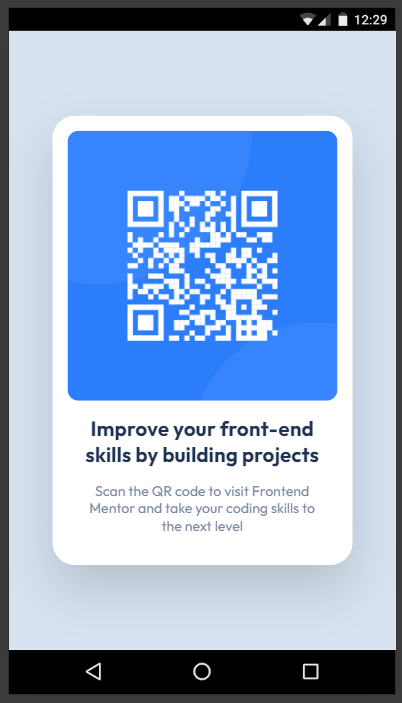 12:29
Improve your front-end
skills by building projects
Scan the QR code to visit Frontend
Mentor and take your coding skills to
the next level